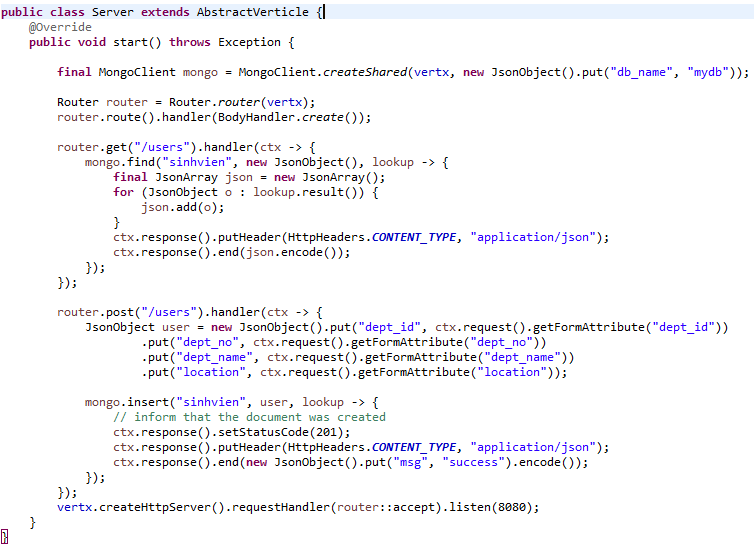 public class Server extends AbstractVerticle {
    @Override
    public void start() throws Exception {

        final MongoClient mongo = MongoClient.createShared(vertx, new JsonObject().put("db_name", "mydb"));

        Router router = Router.router(vertx);
        router.route().handler(BodyHandler.create());

        router.get("/users").handler(ctx -> {
            mongo.find("sinhvien", new JsonObject(), lookup -> {
                final JsonArray json = new JsonArray();
                for (JsonObject o : lookup.result()) {
                    json.add(o);
                }
                ctx.response().putHeader(HttpHeaders.CONTENT_TYPE, "application/json");
                ctx.response().end(json.encode());
            });
        });

        router.post("/users").handler(ctx -> {
            JsonObject user = new JsonObject().put("dept_id", ctx.request().getFormAttribute("dept_id"))
                    .put("dept_no", ctx.request().getFormAttribute("dept_no"))
                    .put("dept_name", ctx.request().getFormAttribute("dept_name"))
                    .put("location", ctx.request().getFormAttribute("location"));

            mongo.insert("sinhvien", user, lookup -> {
                // inform that the document was created
                ctx.response().setStatusCode(201);
                ctx.response().putHeader(HttpHeaders.CONTENT_TYPE, "application/json");
                ctx.response().end(new JsonObject().put("msg", "success").encode());
            });
        });
        vertx.createHttpServer().requestHandler(router::accept).listen(8080);
    }
}